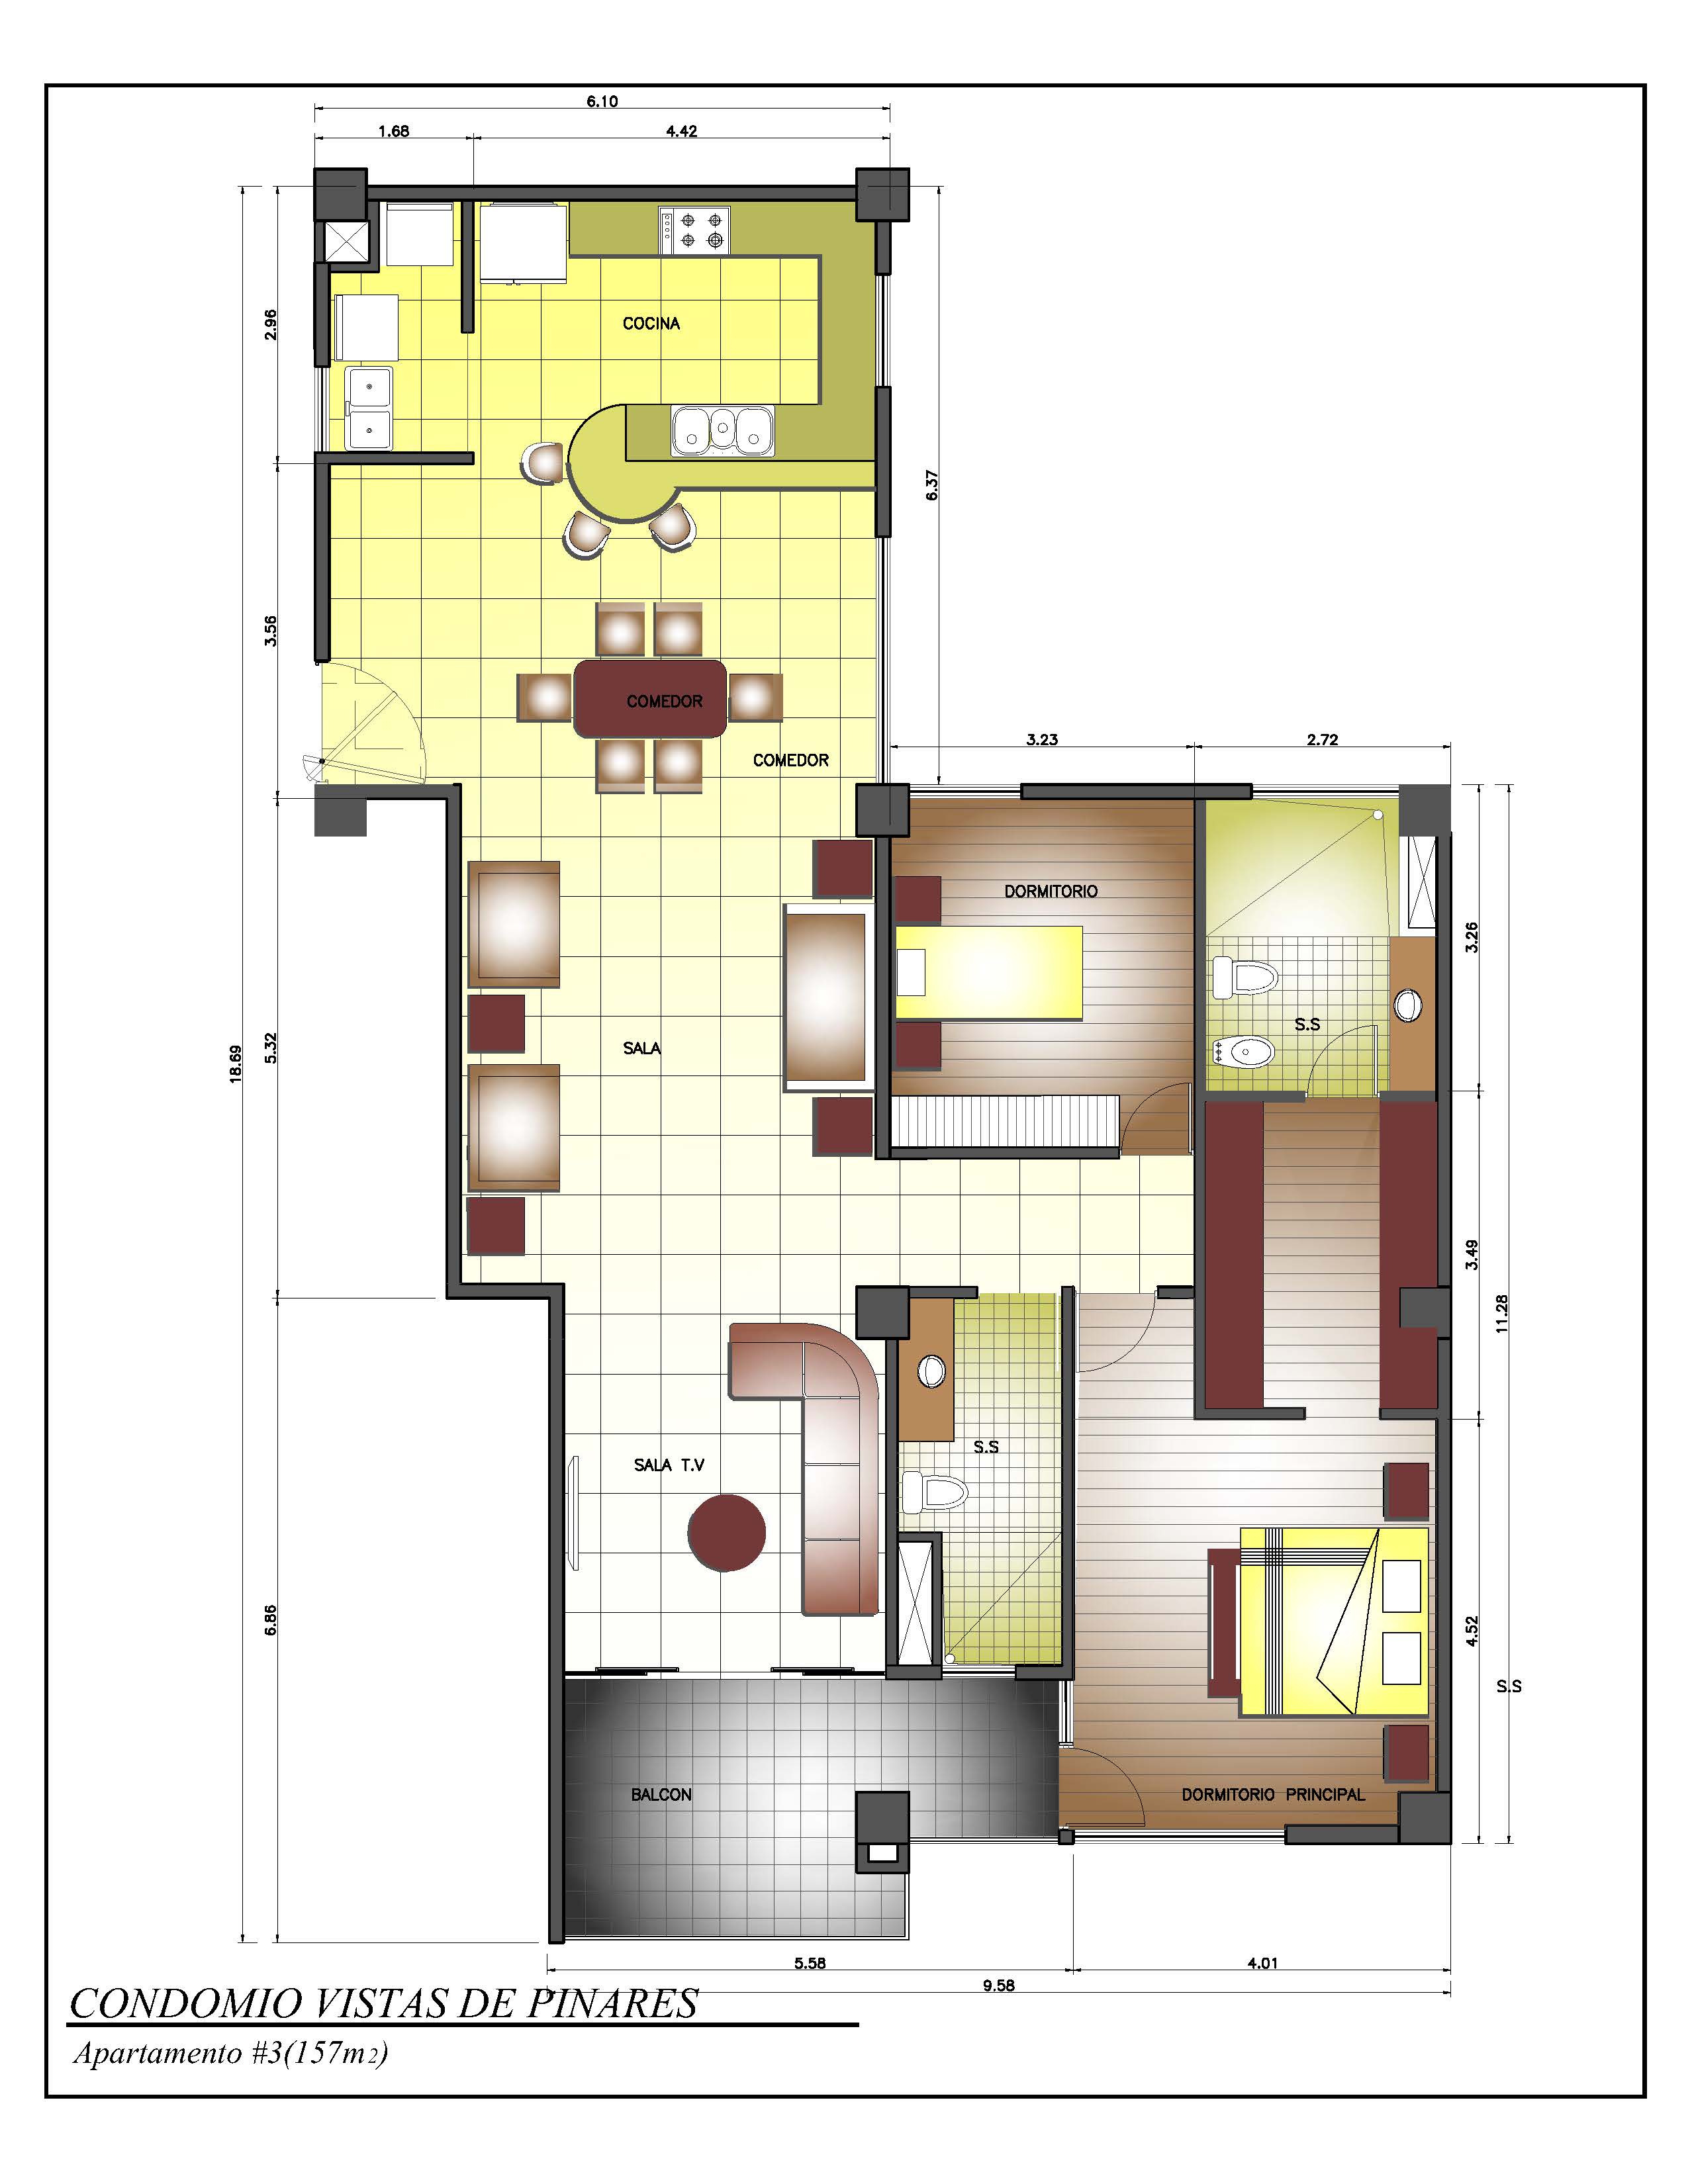 6.10
1.68
4.42
COCINA
2.96
6.37
3.56
COMEDOR
COMEDOR
3.23
2.72
DORMITORIO
3.26
S.S
SALA
18.69
5.32
3.49
11.28
S.S
SALA T.V
6.86
4.52
S.S
BALCON
DORMITORIO PRINCIPAL
5.58
4.01
9.58
CONDOMIO VISTAS DE PINARES
Apartamento #3(157m2)